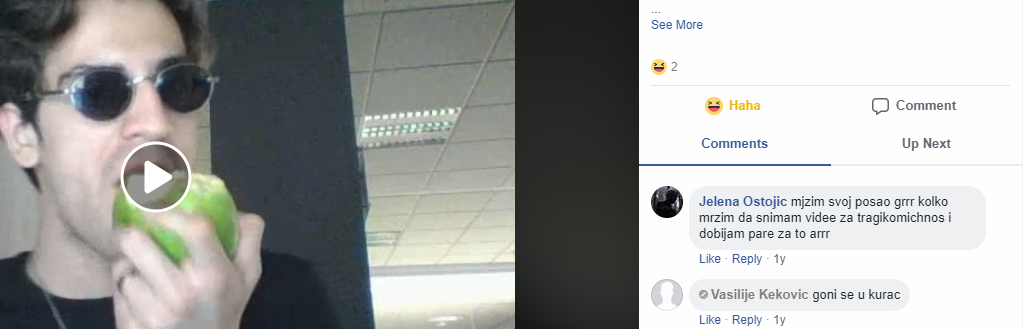 ...
See More
2
Haha
Comment
Comments
Up Next
Jelena Ostojic mjzim svoj posao grrr kolko
mrzim da snimam videe za tragikomichnos i
dobijam pare za to arrr
Like · Reply · 1y
Vasilije Kekovic goni se u kurac
Like · Reply · 1y